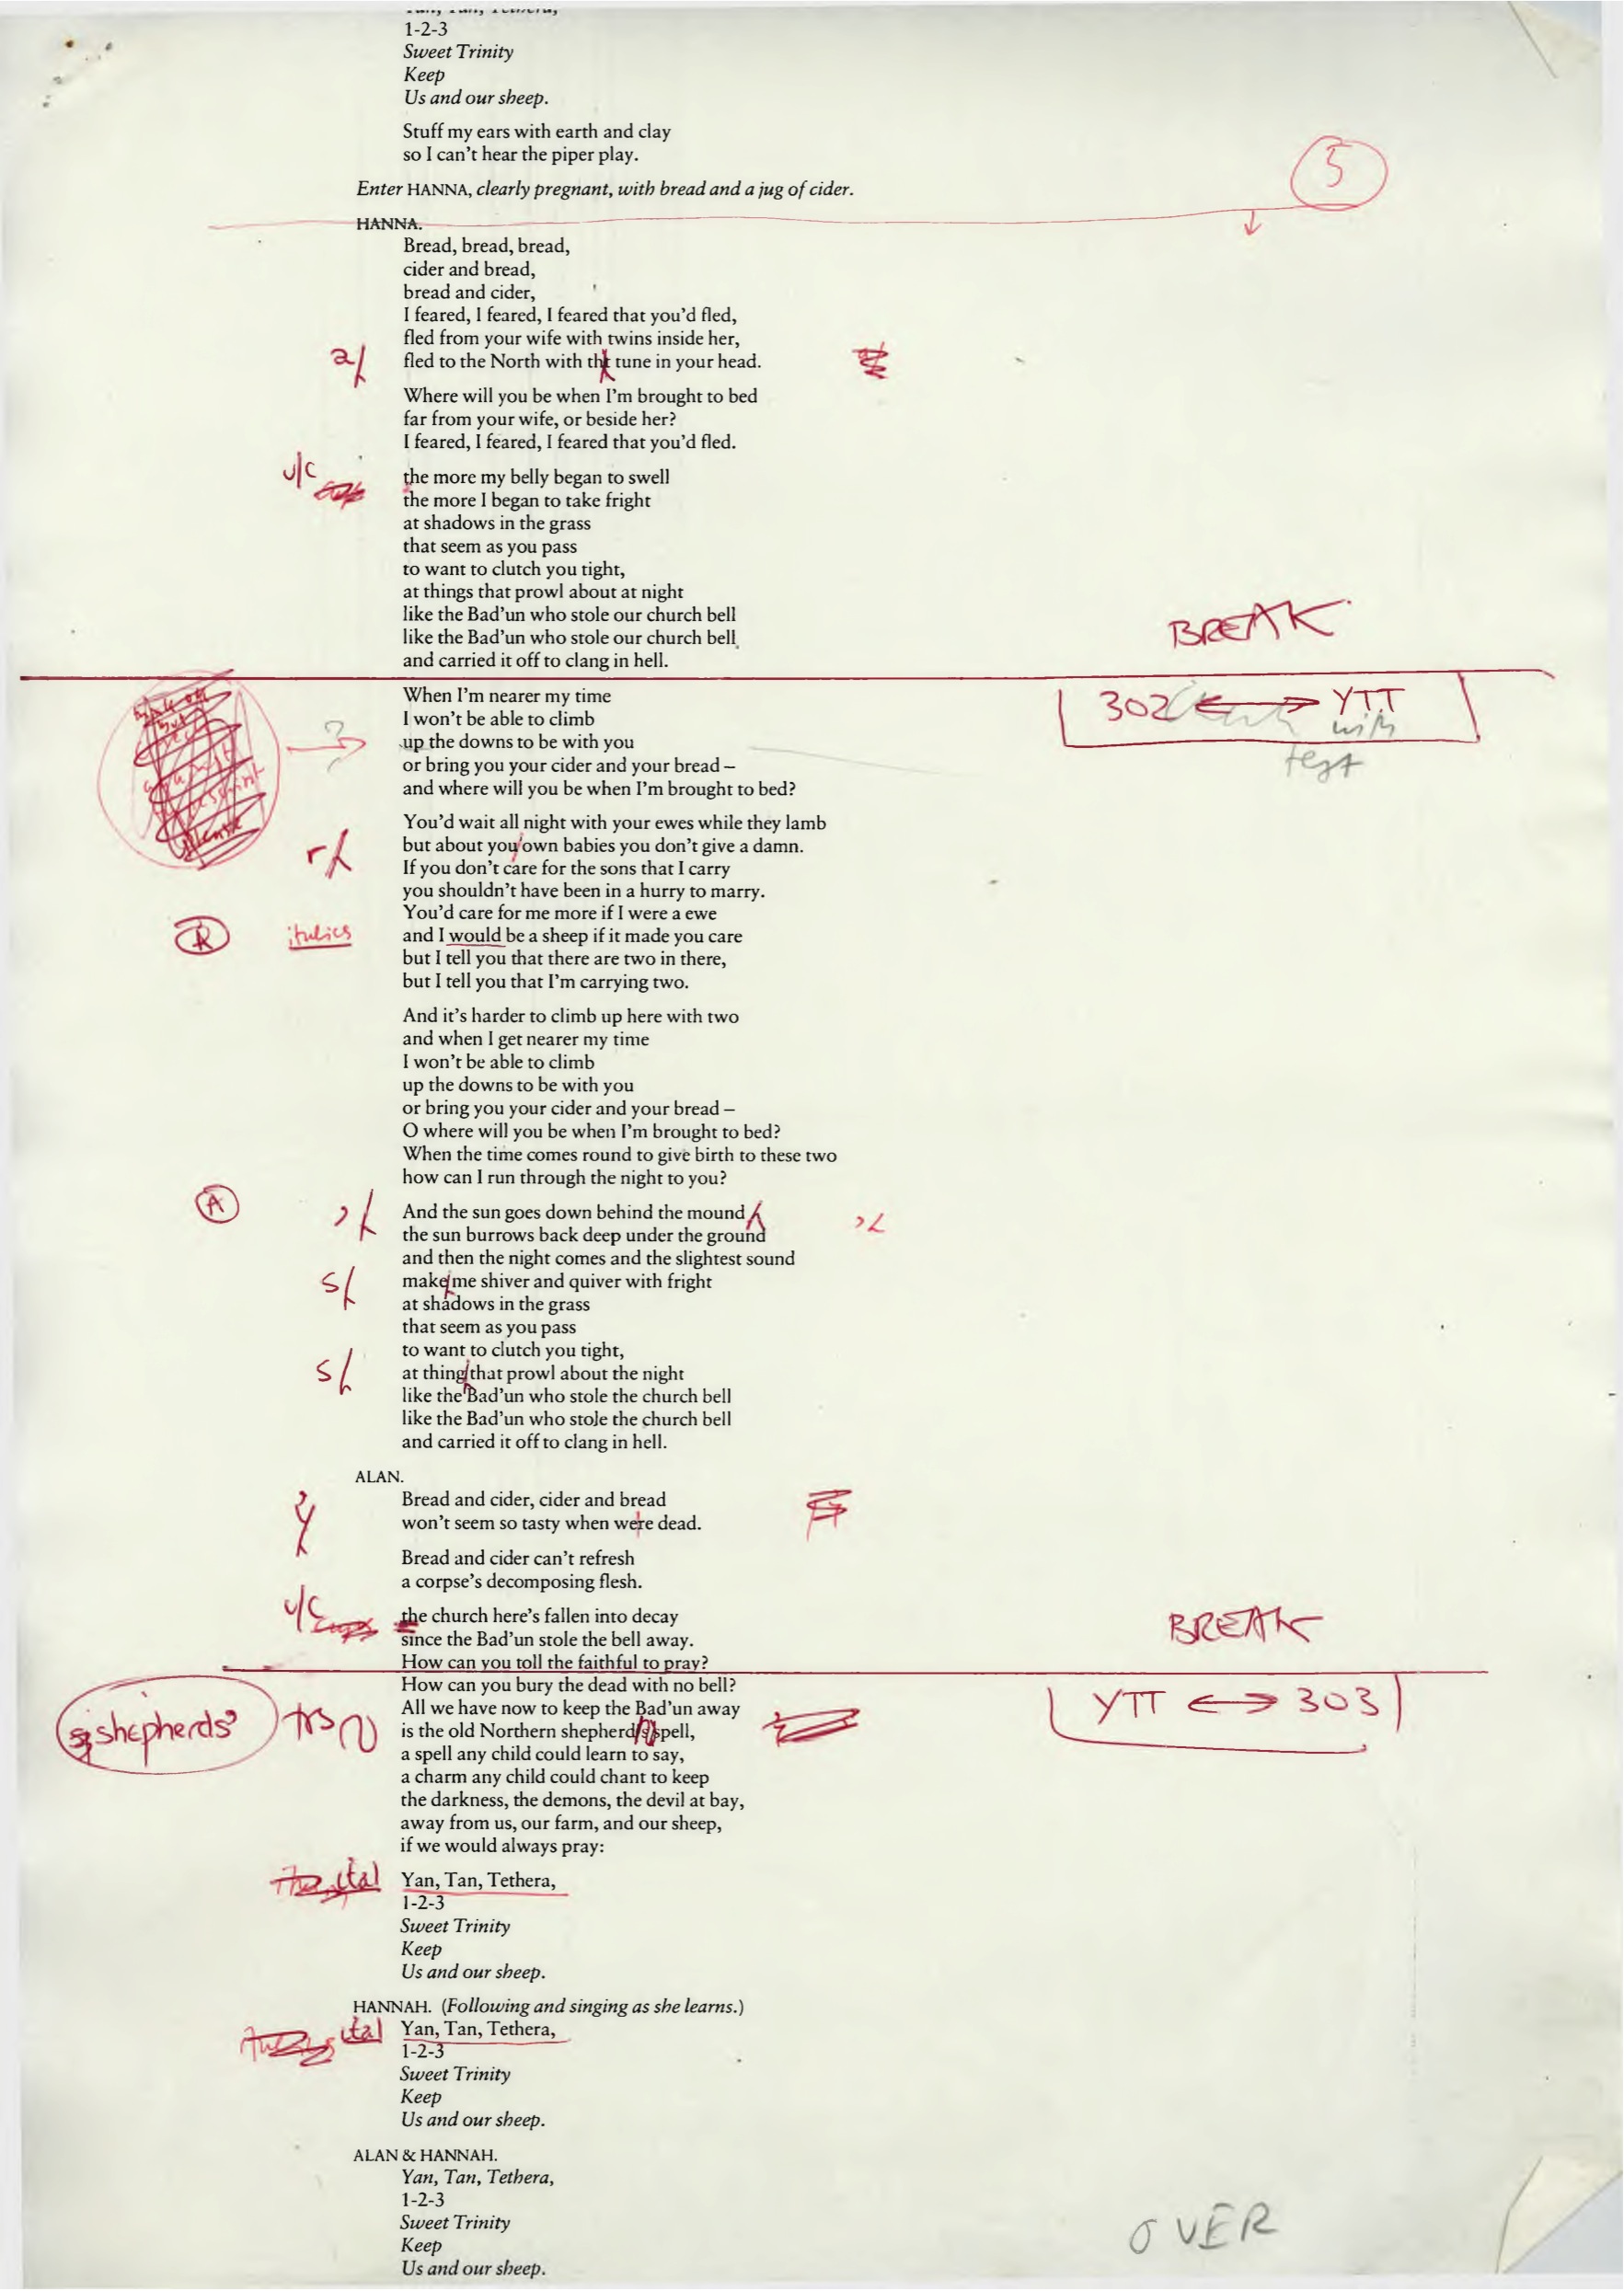 Yan, Tan, Tethera,
1-2-3
Sweet Trinity
Keep
Us and our sheep.
Stuff my ears with earth and clay
so I can't hear the piper play.
5
Enter HANNA, clearly pregnant, with bread and a jug of cider.
HANNA.
Bread, bread, bread,
cider and bread,
bread and cider,
I feared, I feared, I feared that you'd fled,
fled from your wife with twins inside her,
a/ fled to the North with tht tune in your head.
Where will you be when I'm brought to bed
far from your wife, or beside her?
I feared, I feared, I feared that you'd fled.
u/c the more my belly began to swell
the more I began to take fright
at shadows in the grass
that seem as you pass
to want to clutch you tight,
at things that prowl about at night
like the Bad'un who stole our church bell
like the Bad'un who stole our church bell
and carried it off to clang in hell.
BREAK
When I'm nearer my time
302 ⟷ YTT
I won't be able to climb
up the downs to be with you
with
or bring you your cider and your bread –
text
and where will you be when I'm brought to bed?
You'd wait all night with your ewes while they lamb
r/ but about you own babies you don't give a damn.
If you don't care for the sons that I carry
you shouldn't have been in a hurry to marry.
You'd care for me more if I were a ewe
R italics and I would be a sheep if it made you care
but I tell you that there are two in there,
but I tell you that I'm carrying two.
And it's harder to climb up here with two
and when I get nearer my time
I won't be able to climb
up the downs to be with you
or bring you your cider and your bread –
O where will you be when I'm brought to bed?
When the time comes round to give birth to these two
how can I run through the night to you?
A ,/ And the sun goes down behind the mound ,/
the sun burrows back deep under the ground
and then the night comes and the slightest sound
s/ make me shiver and quiver with fright
at shadows in the grass
that seem as you pass
to want to clutch you tight,
s/ at thing that prowl about the night
like the Bad'un who stole the church bell
like the Bad'un who stole the church bell
and carried it off to clang in hell.
ALAN.
Bread and cider, cider and bread
won't seem so tasty when were dead.
Bread and cider can't refresh
a corpse's decomposing flesh.
u/c the church here's fallen into decay
since the Bad'un stole the bell away.
BREAK
How can you toll the faithful to pray?
How can you bury the dead with no bell?
All we have now to keep the Bad'un away
YTT ⟷ 303
shepherds' trs is the old Northern shepherd's spell,
a spell any child could learn to say,
a charm any child could chant to keep
the darkness, the demons, the devil at bay,
away from us, our farm, and our sheep,
if we would always pray:
ital Yan, Tan, Tethera,
1-2-3
Sweet Trinity
Keep
Us and our sheep.
HANNAH. (Following and singing as she learns.)
ital Yan, Tan, Tethera,
1-2-3
Sweet Trinity
Keep
Us and our sheep.
ALAN & HANNAH.
Yan, Tan, Tethera,
1-2-3
Sweet Trinity
Keep
Us and our sheep.
OVER